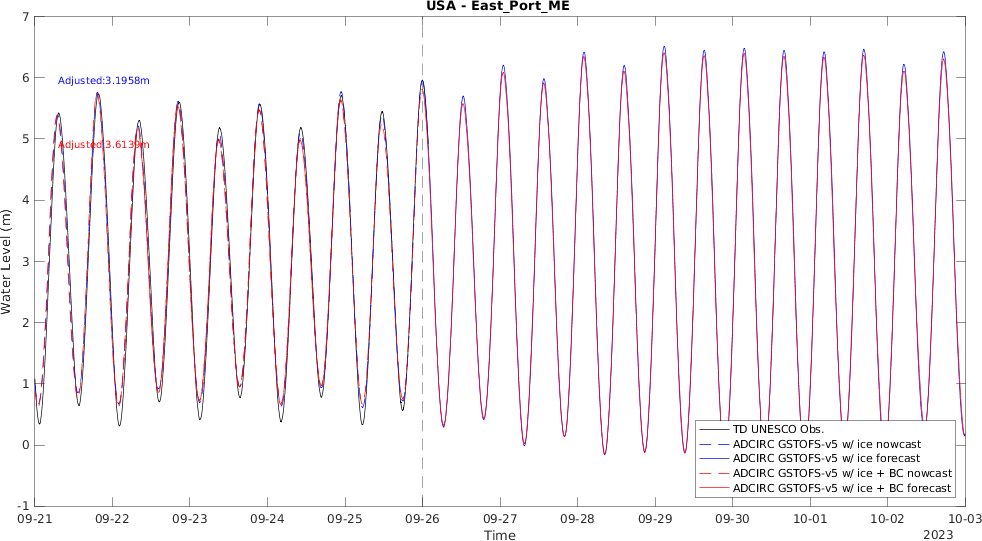 USA - East_Port_ME
7
6
5
4
3
2
1
0
-1
Water Level (m)
Adjusted:3.1958m
Adjusted:3.6139m
TD UNESCO Obs.
ADCIRC GSTOFS-v5 w/ ice nowcast
ADCIRC GSTOFS-v5 w/ ice forecast
ADCIRC GSTOFS-v5 w/ ice + BC nowcast
ADCIRC GSTOFS-v5 w/ ice + BC forecast
09-21 09-22 09-23 09-24 09-25 09-26 09-27 09-28 09-29 09-30 10-01 10-02 10-03
Time
2023